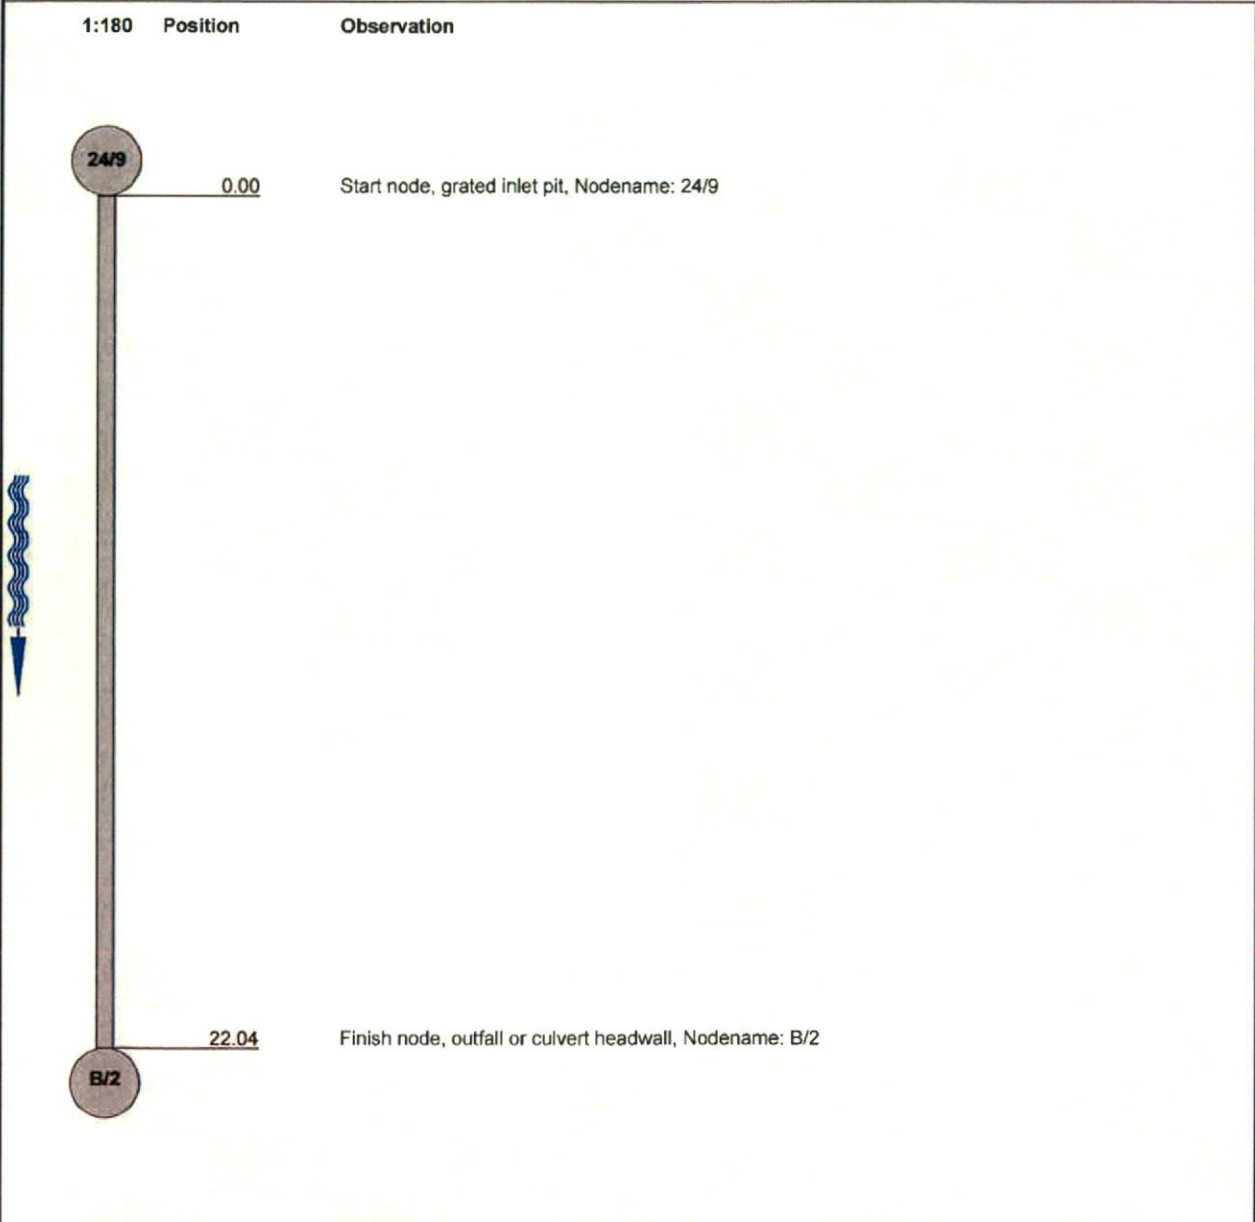 1:180 Position Observation
24/9
0.00 Start node, grated inlet pit, Nodename: 24/9
22.04 Finish node, outfall or culvert headwall, Nodename: B/2
B/2